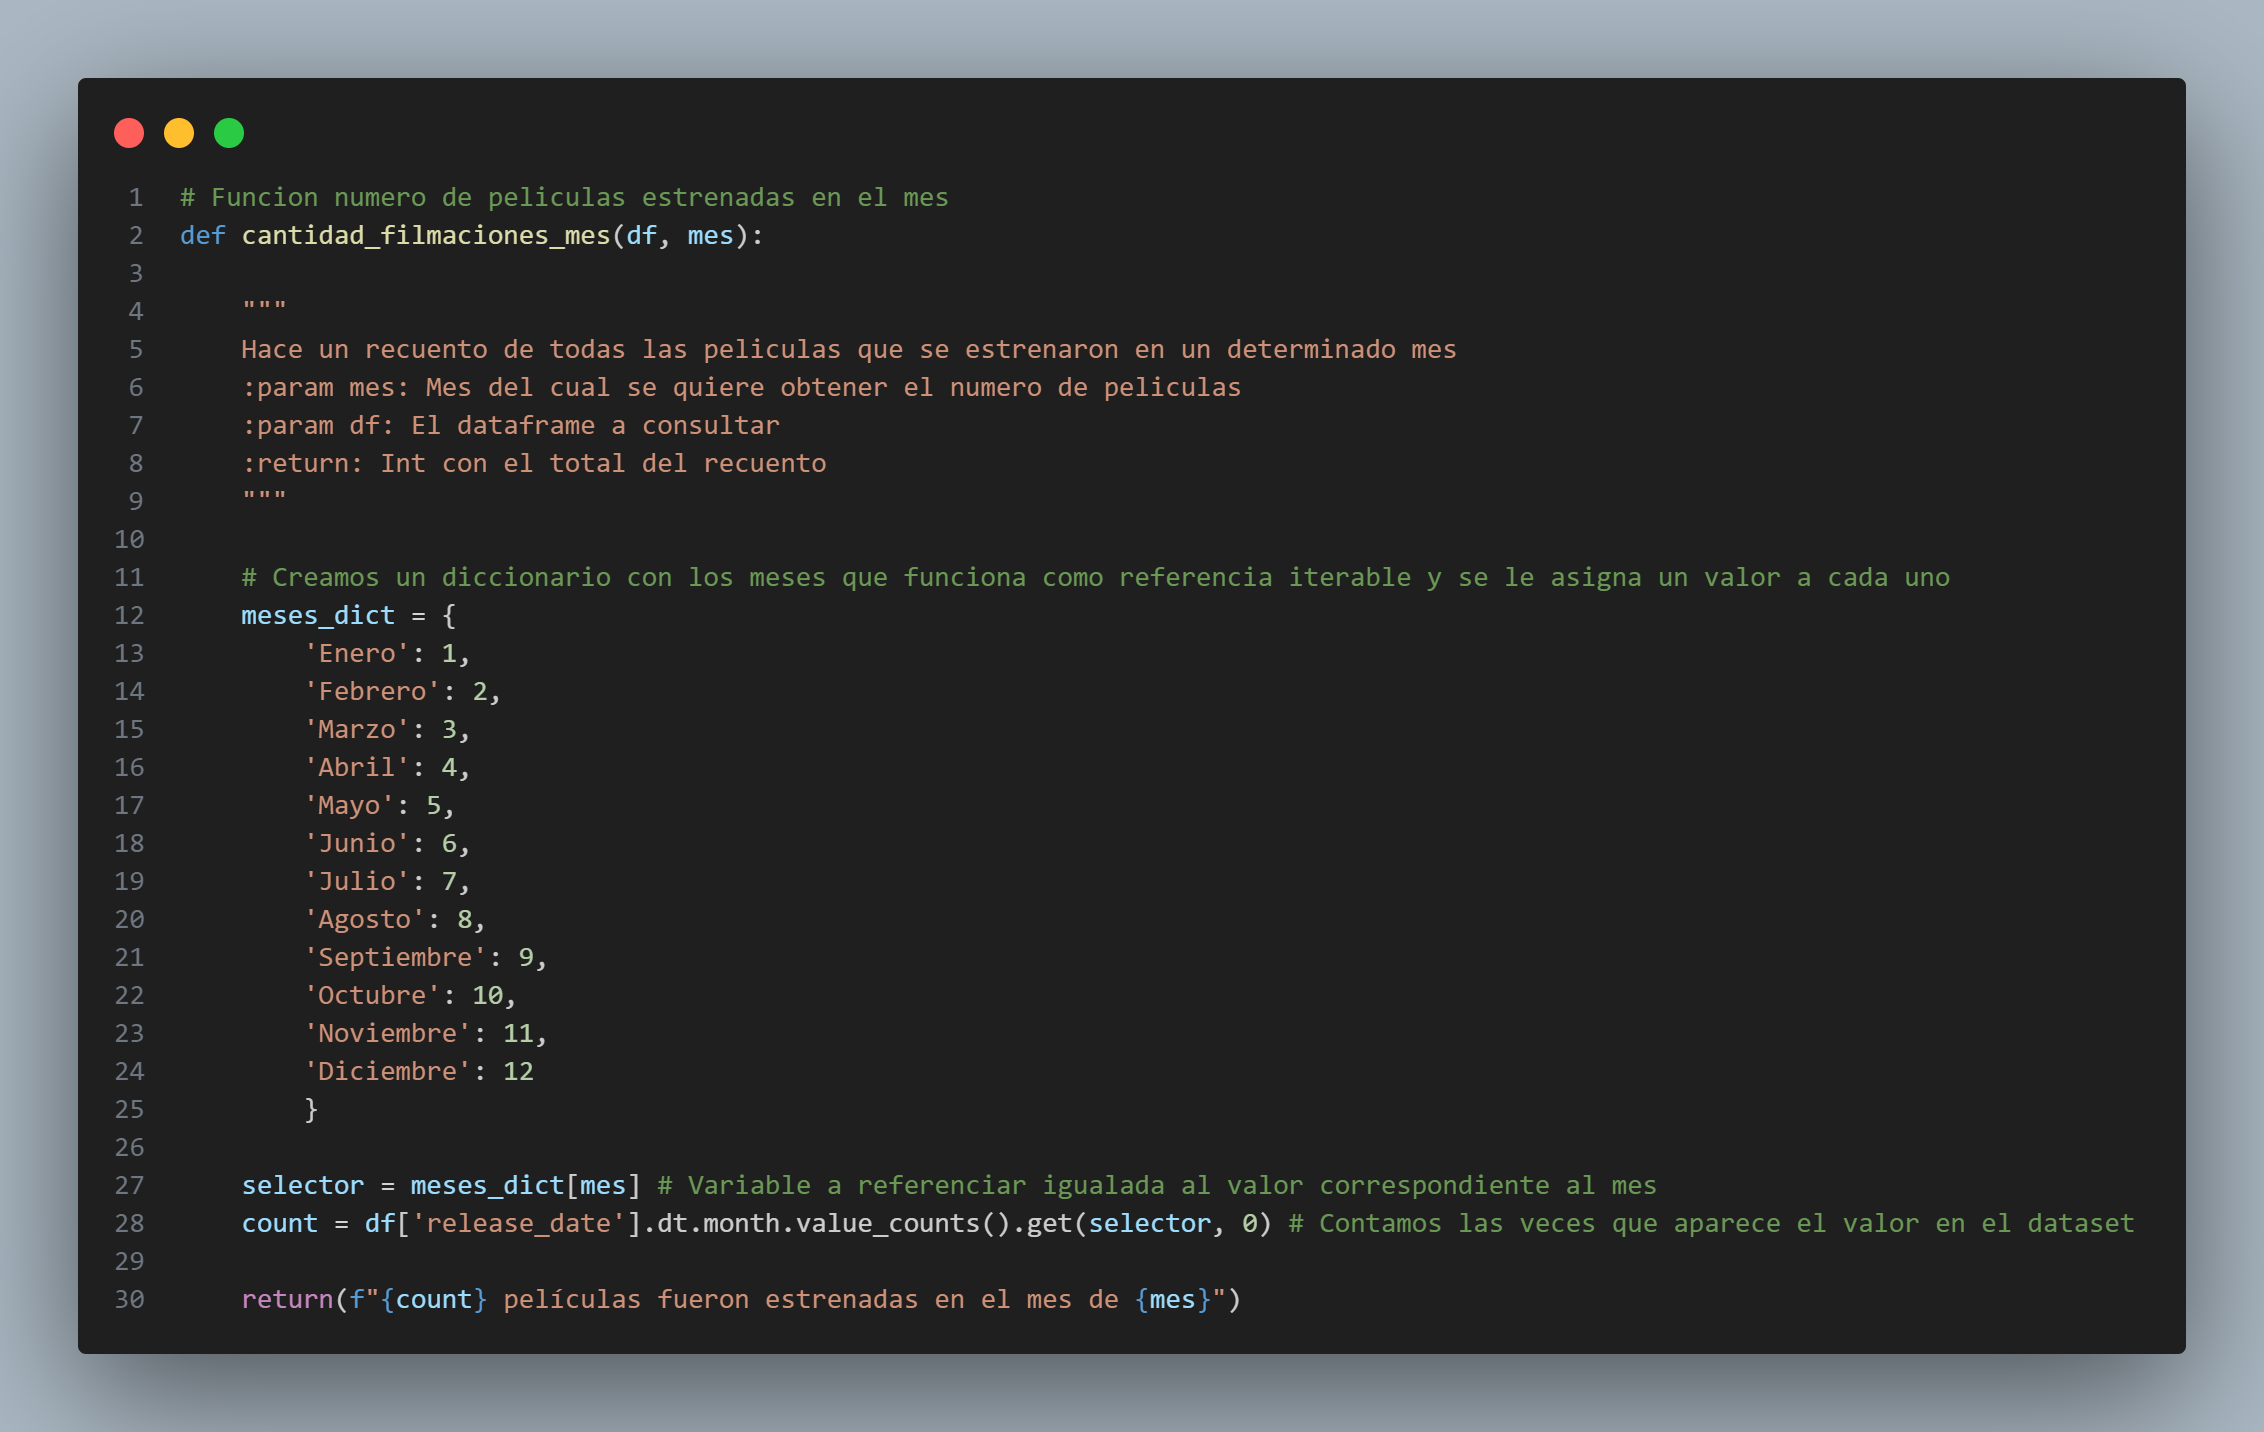 1 # Funcion numero de peliculas estrenadas en el mes
2 def cantidad_filmaciones_mes(df, mes):
3
4     """
5     Hace un recuento de todas las peliculas que se estrenaron en un determinado mes
6     :param mes: Mes del cual se quiere obtener el numero de peliculas
7     :param df: El dataframe a consultar
8     :return: Int con el total del recuento
9     """
10
11     # Creamos un diccionario con los meses que funciona como referencia iterable y se le asigna un valor a cada uno
12     meses_dict = {
13         'Enero': 1,
14         'Febrero': 2,
15         'Marzo': 3,
16         'Abril': 4,
17         'Mayo': 5,
18         'Junio': 6,
19         'Julio': 7,
20         'Agosto': 8,
21         'Septiembre': 9,
22         'Octubre': 10,
23         'Noviembre': 11,
24         'Diciembre': 12
25         }
26
27     selector = meses_dict[mes] # Variable a referenciar igualada al valor correspondiente al mes
28     count = df['release_date'].dt.month.value_counts().get(selector, 0) # Contamos las veces que aparece el valor en el dataset
29
30     return(f"{count} películas fueron estrenadas en el mes de {mes}")